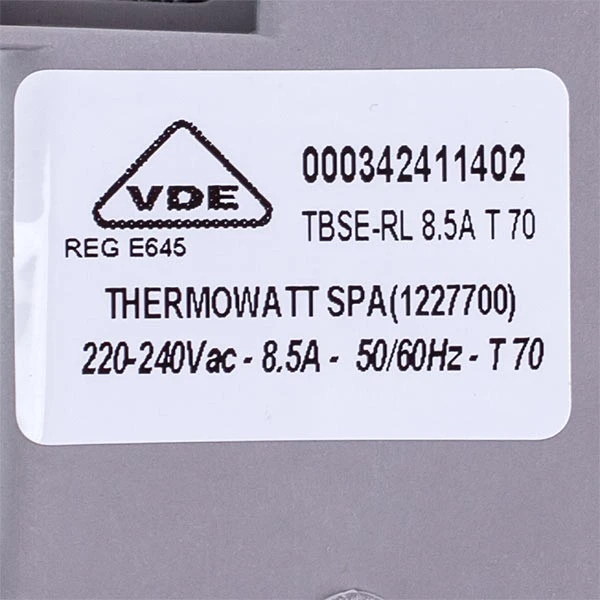 VDE
REG E645
000342411402
TBSE-RL 8.5A T 70
THERMOWATT SPA(1227700)
220-240Vac - 8.5A - 50/60Hz - T 70